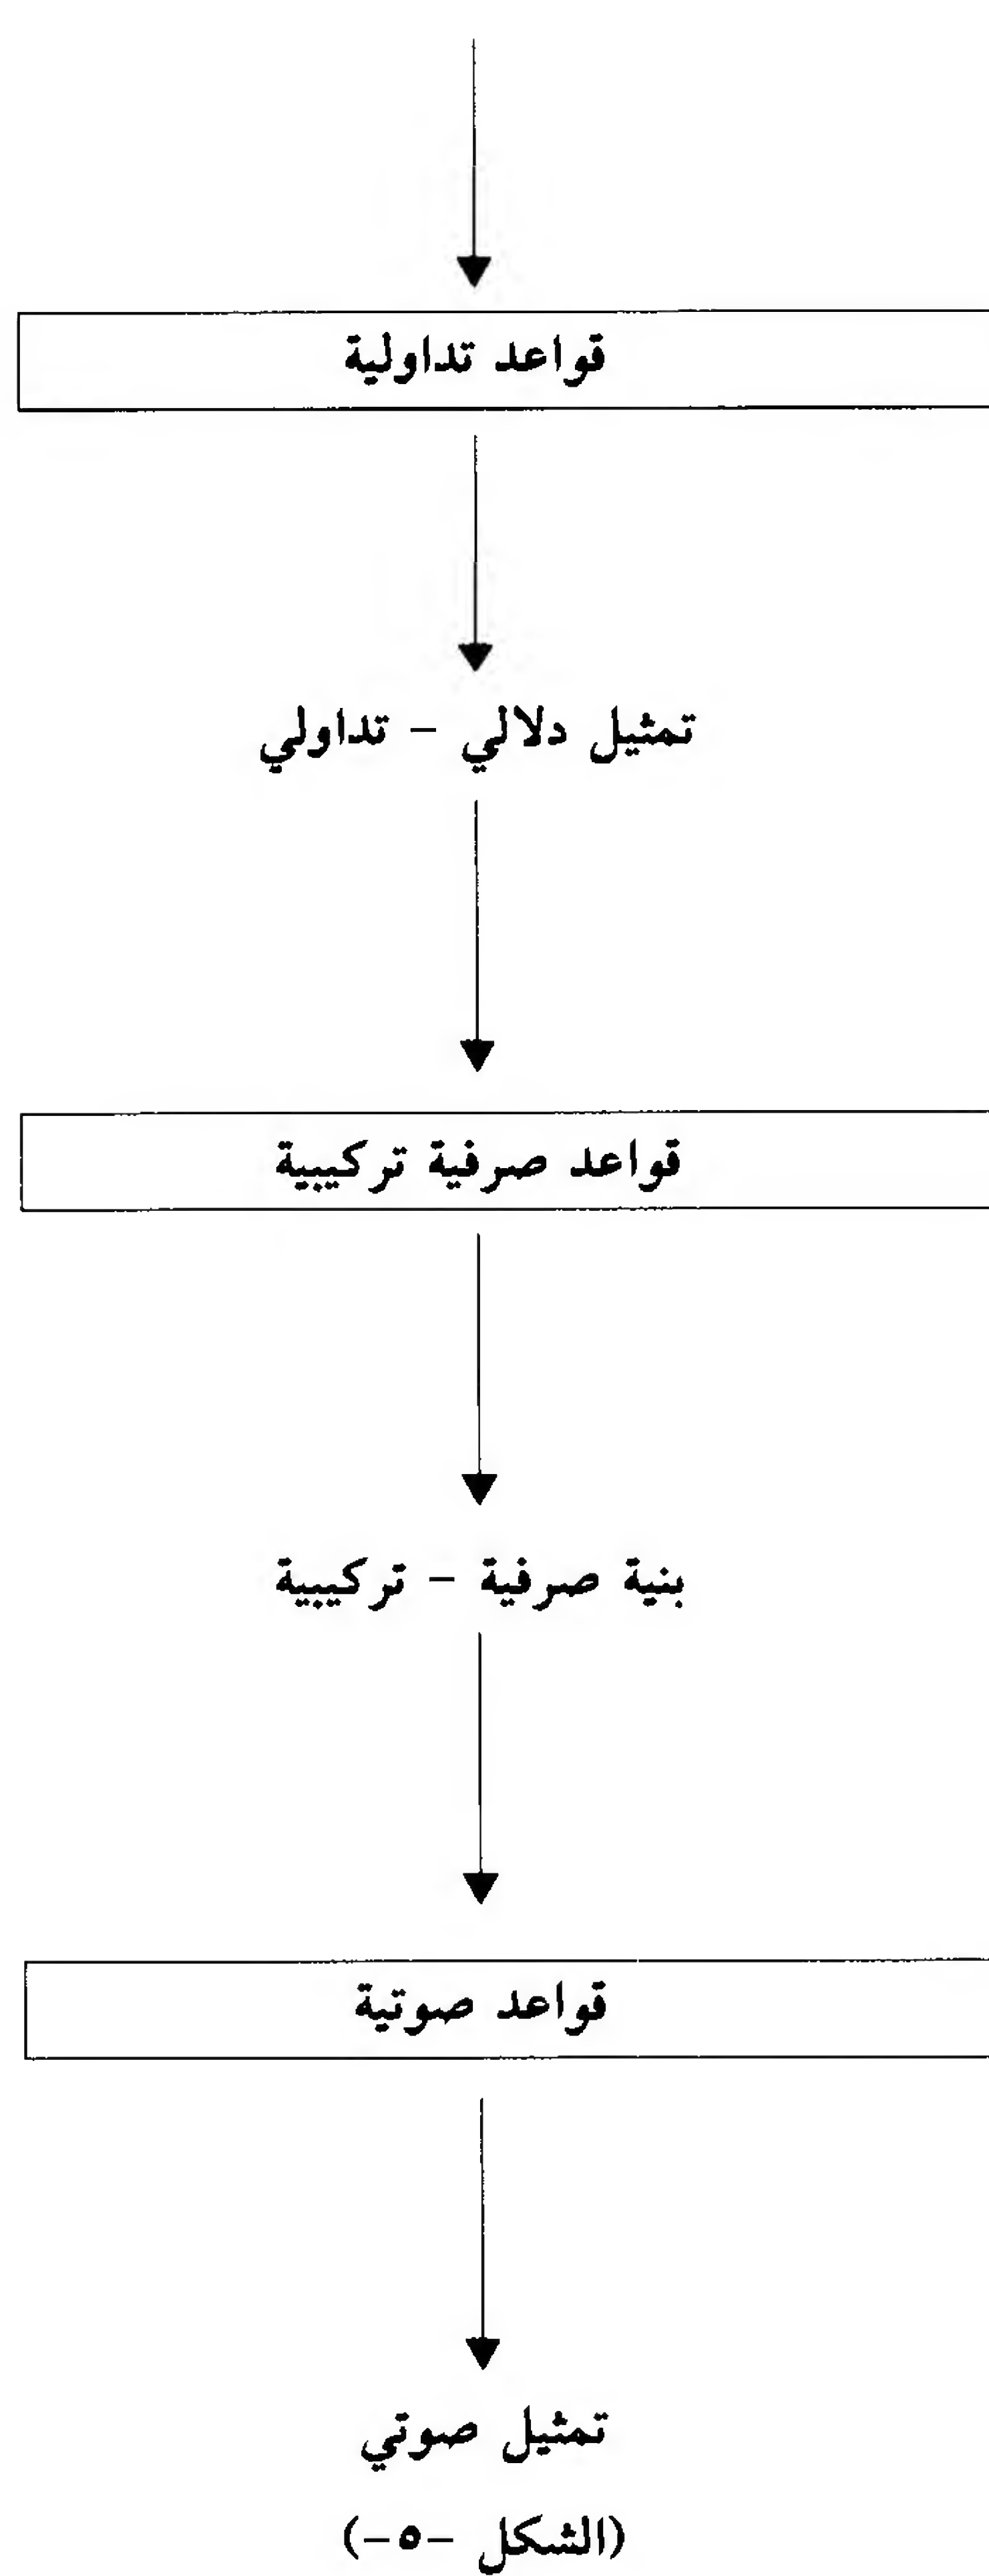 قواعد تداولية
تمثيل دلالي – تداولي
قواعد صرفية تركيبية
بنية صرفية – تركيبية
قواعد صوتية
تمثيل صوتي
(الشكل -٥-)